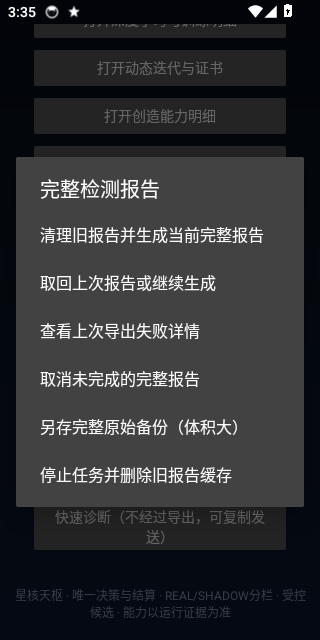 3:35
打开动态迭代与证书
打开创造能力明细
完整检测报告
清理旧报告并生成当前完整报告
取回上次报告或继续生成
查看上次导出失败详情
取消未完成的完整报告
另存完整原始备份（体积大）
停止任务并删除旧报告缓存
快速诊断（不经过导出，可复制发
送）
星核天枢 · 唯一决策与结算 · REAL/SHADOW分栏 · 受控
候选 · 能力以运行证据为准